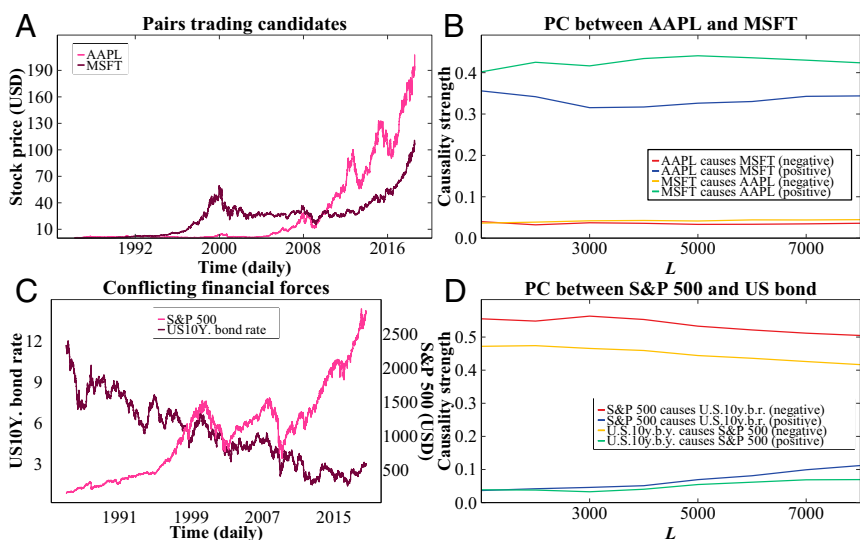 A
Pairs trading candidates
AAPL
MSFT
Stock price (USD)
190
160
130
100
70
40
10
1992
2000
2008
2016
Time (daily)
B
PC between AAPL and MSFT
Causality strength
0.4
0.3
0.2
0.1
0.0
AAPL causes MSFT (negative)
AAPL causes MSFT (positive)
MSFT causes AAPL (negative)
MSFT causes AAPL (positive)
3000
5000
7000
L
C
Conflicting financial forces
S&P 500
US10Y. bond rate
US10Y. bond rate
12
9
6
3
2500
2000
1500
1000
500
S&P 500 (USD)
1991
1999
2007
2015
Time (daily)
D
PC between S&P 500 and US bond
Causality strength
0.5
0.4
0.3
0.2
0.1
0.0
S&P 500 causes U.S.10y.b.r. (negative)
S&P 500 causes U.S.10y.b.r. (positive)
U.S.10y.b.y. causes S&P 500 (negative)
U.S.10y.b.y. causes S&P 500 (positive)
3000
5000
7000
L